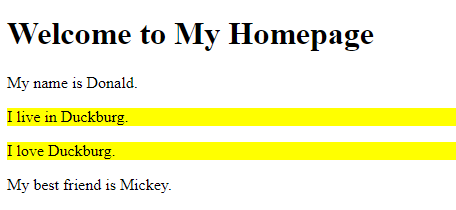 Welcome to My Homepage
My name is Donald.
I live in Duckburg.
I love Duckburg.
My best friend is Mickey.